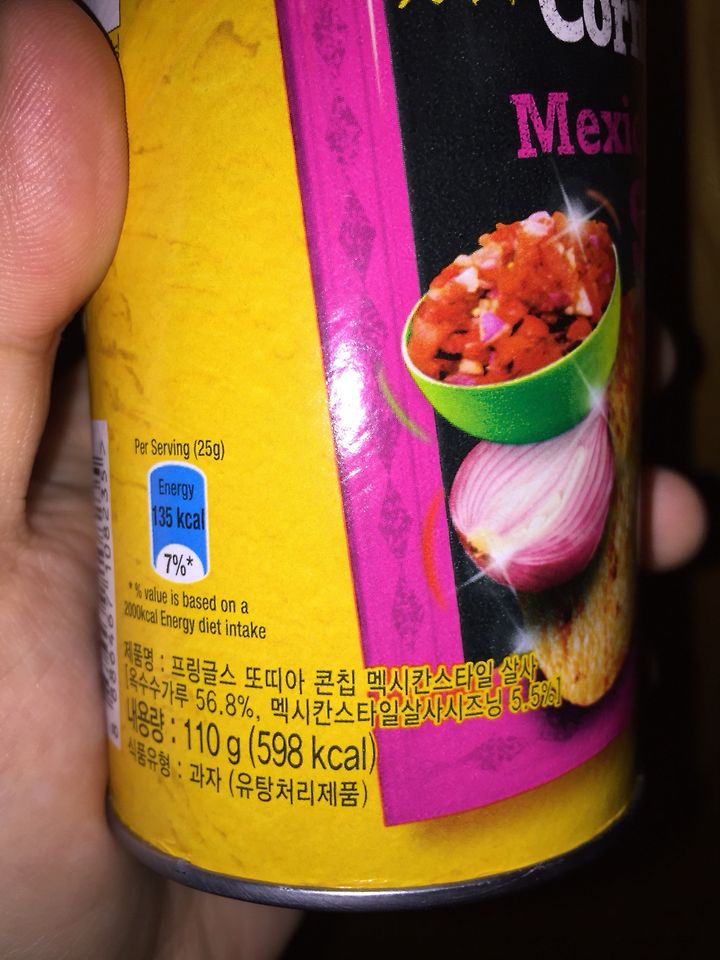 Mexic
Per Serving (25g)
Energy
135 kcal
7%*
* % value is based on a
2000kcal Energy diet intake
제품명 : 프링글스 또띠아 콘칩 멕시칸스타일 살사
[옥수수가루 56.8%, 멕시칸스타일살사시즈닝 5.5%]
내용량 : 110 g (598 kcal)
식품유형 : 과자 (유탕처리제품)